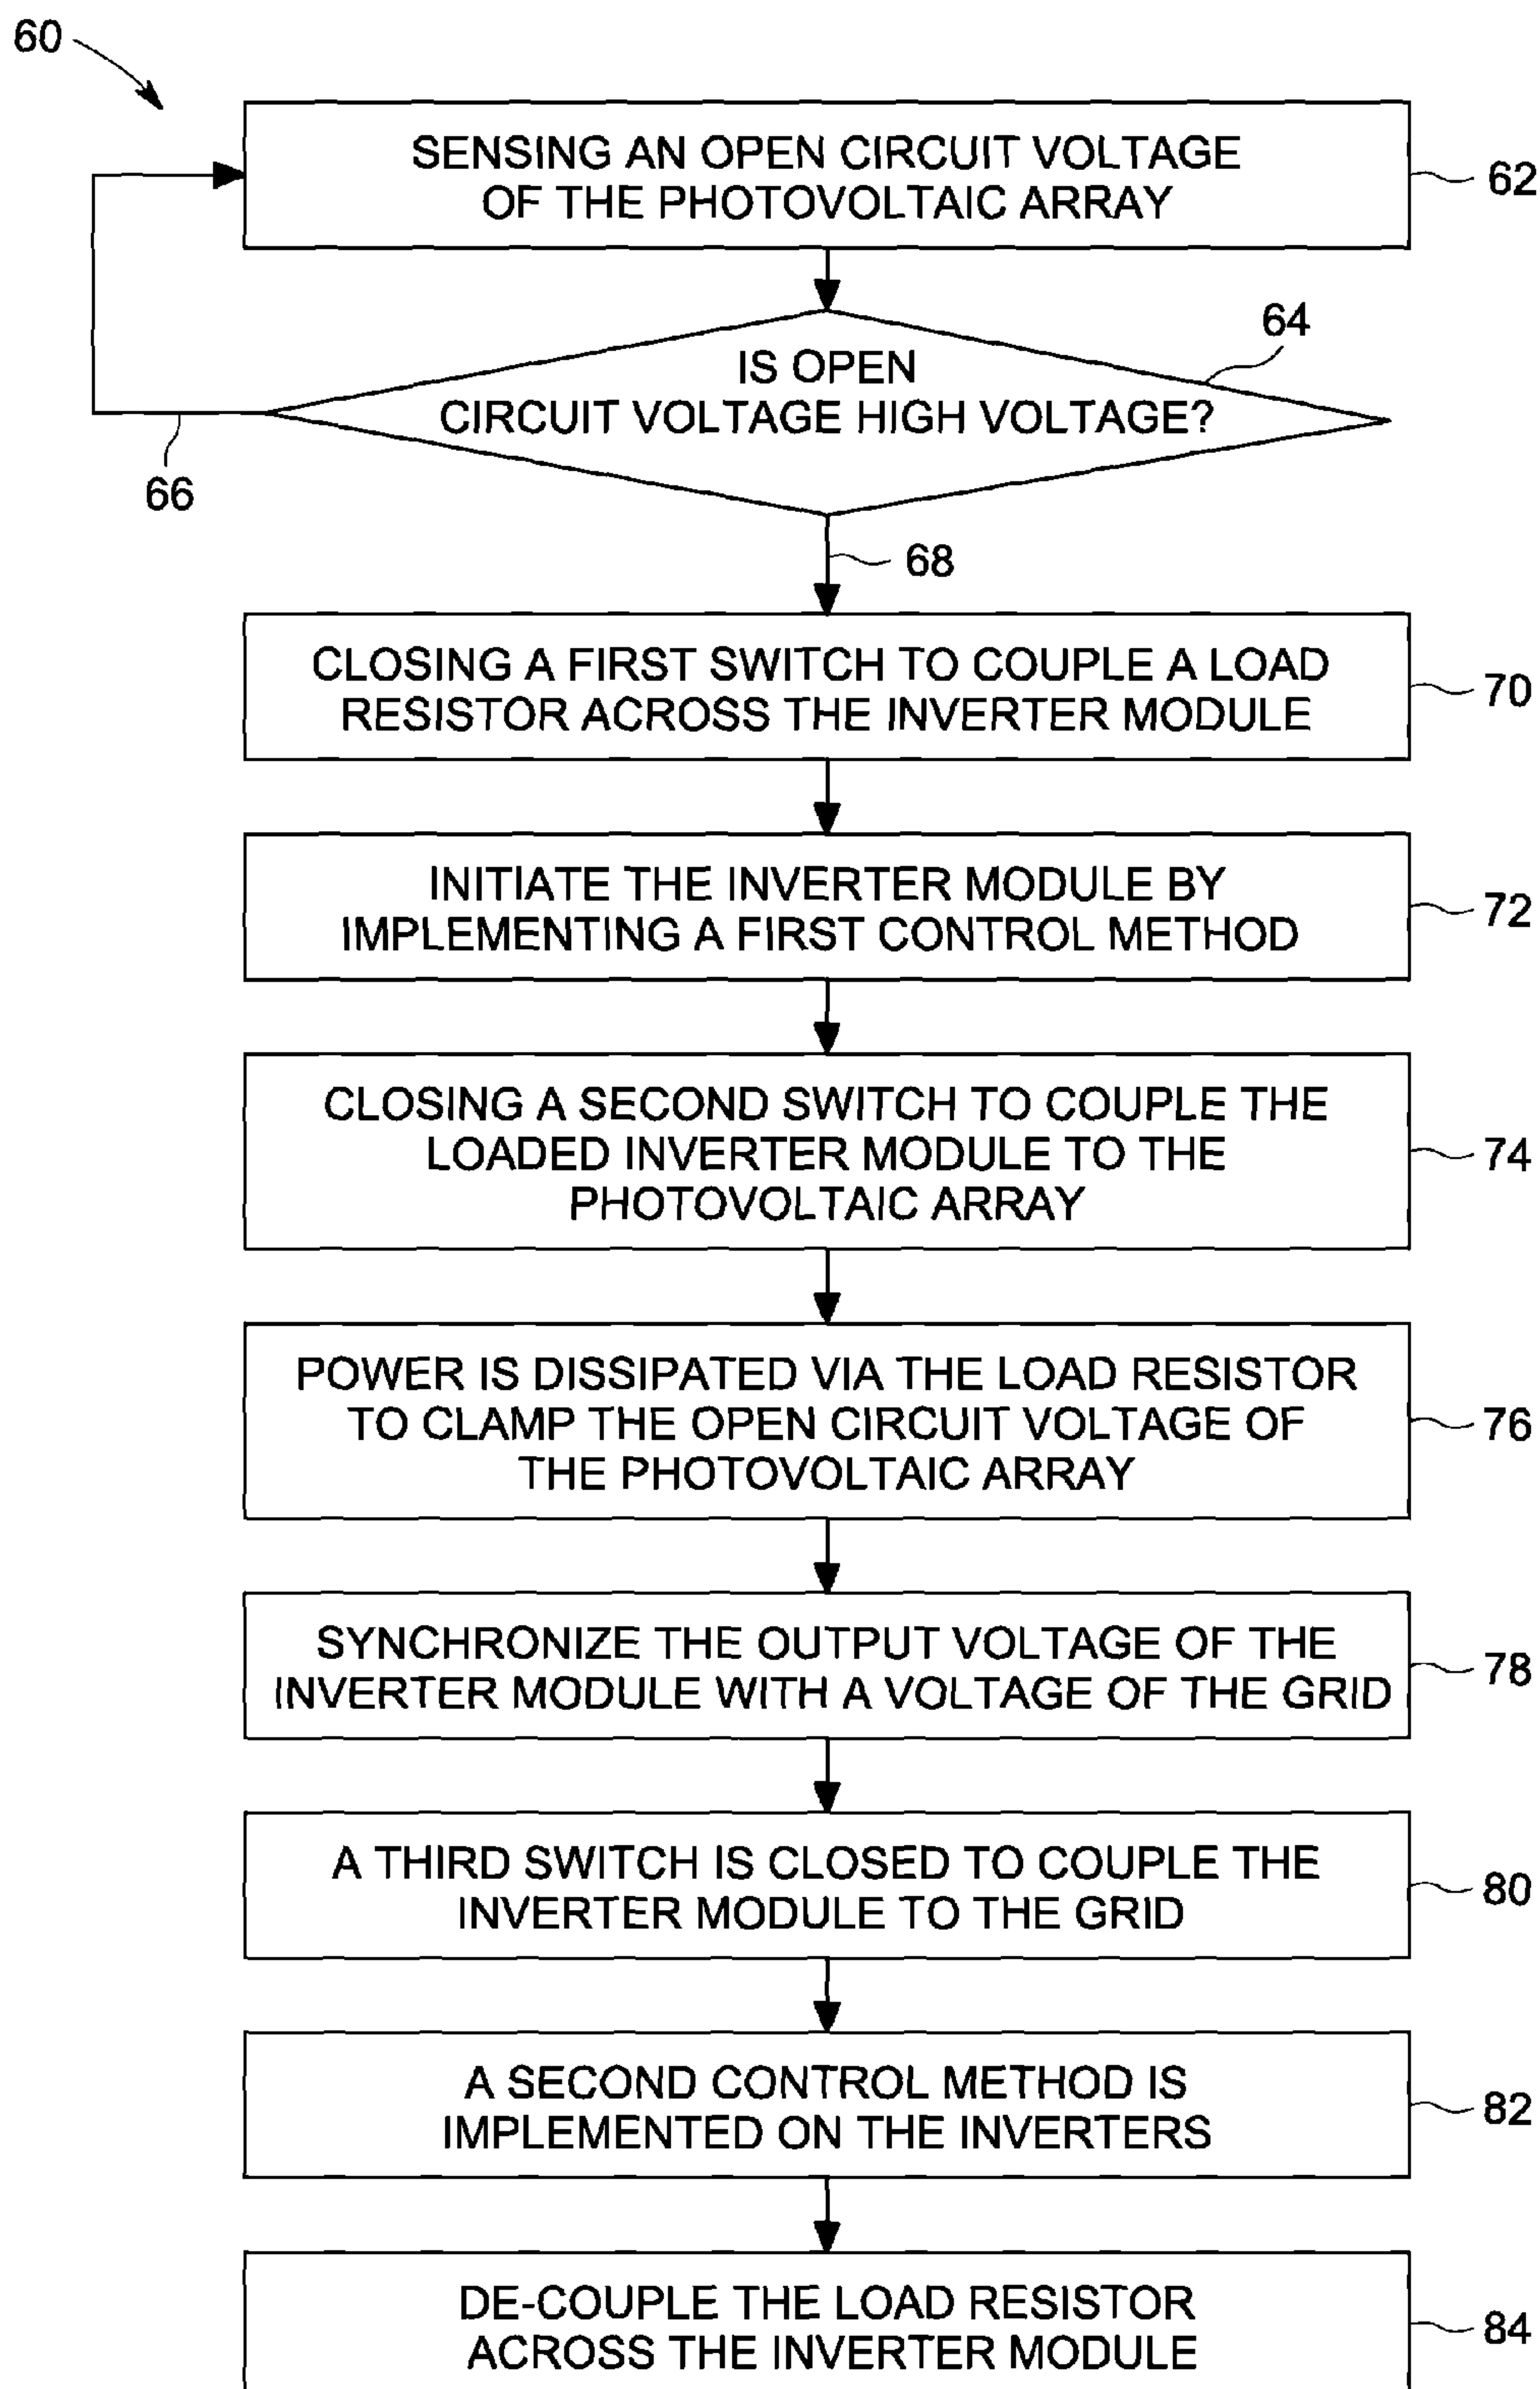 60
SENSING AN OPEN CIRCUIT VOLTAGE
OF THE PHOTOVOLTAIC ARRAY
62
64
IS OPEN
CIRCUIT VOLTAGE HIGH VOLTAGE?
66
68
CLOSING A FIRST SWITCH TO COUPLE A LOAD
RESISTOR ACROSS THE INVERTER MODULE
70
INITIATE THE INVERTER MODULE BY
IMPLEMENTING A FIRST CONTROL METHOD
72
CLOSING A SECOND SWITCH TO COUPLE THE
LOADED INVERTER MODULE TO THE
PHOTOVOLTAIC ARRAY
74
POWER IS DISSIPATED VIA THE LOAD RESISTOR
TO CLAMP THE OPEN CIRCUIT VOLTAGE OF
THE PHOTOVOLTAIC ARRAY
76
SYNCHRONIZE THE OUTPUT VOLTAGE OF THE
INVERTER MODULE WITH A VOLTAGE OF THE GRID
78
A THIRD SWITCH IS CLOSED TO COUPLE THE
INVERTER MODULE TO THE GRID
80
A SECOND CONTROL METHOD IS
IMPLEMENTED ON THE INVERTERS
82
DE-COUPLE THE LOAD RESISTOR
ACROSS THE INVERTER MODULE
84